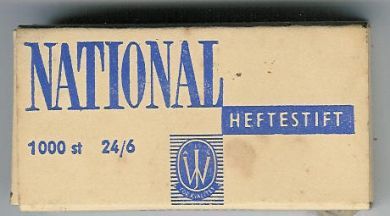 NATIONAL
HEFTESTIFT
1000 st 24/6
W